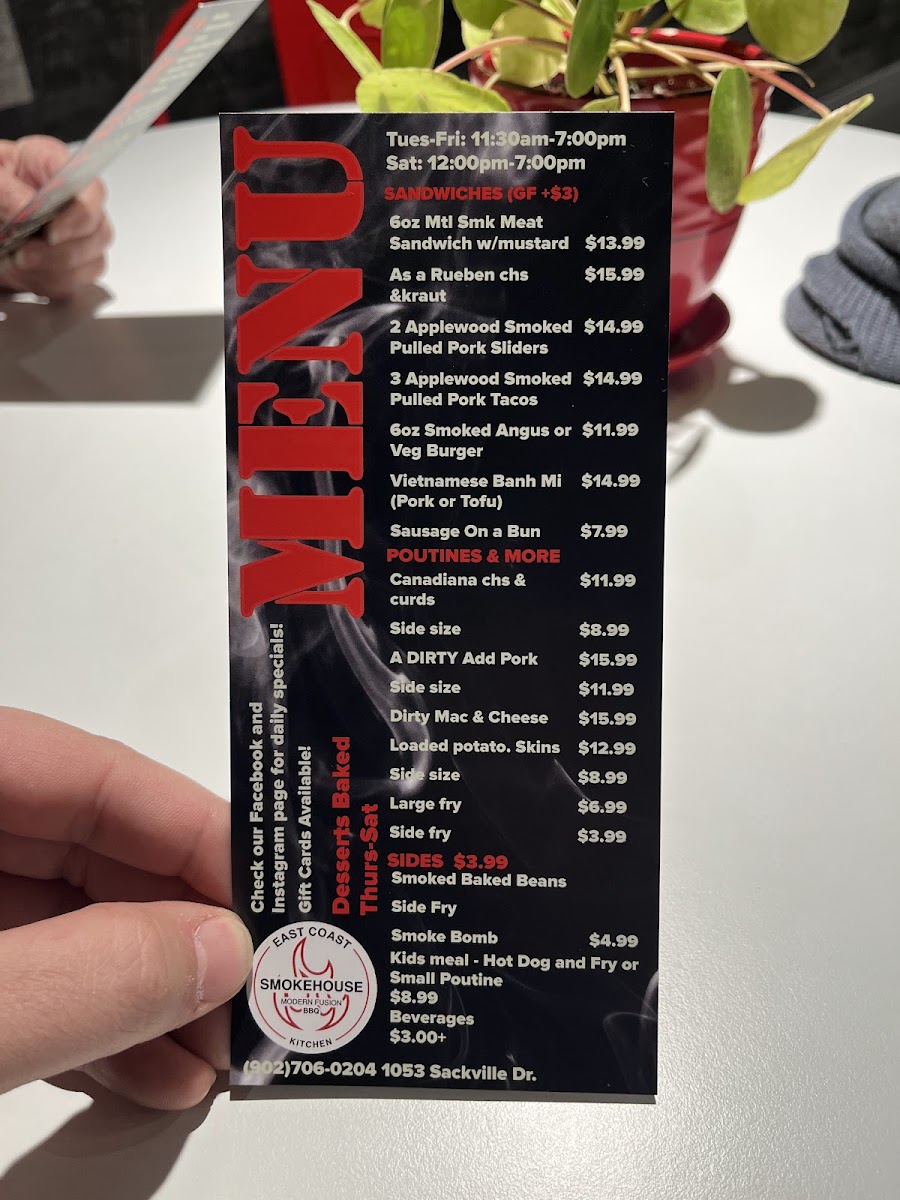 MENU
Tues-Fri: 11:30am-7:00pm
Sat: 12:00pm-7:00pm
SANDWICHES (GF +$3)
6oz Mtl Smk Meat
Sandwich w/mustard $13.99
As a Rueben chs $15.99
&kraut
2 Applewood Smoked $14.99
Pulled Pork Sliders
3 Applewood Smoked $14.99
Pulled Pork Tacos
6oz Smoked Angus or $11.99
Veg Burger
Vietnamese Banh Mi $14.99
(Pork or Tofu)
Sausage On a Bun $7.99
POUTINES & MORE
Canadiana chs & $11.99
curds
Side size $8.99
A DIRTY Add Pork $15.99
Side size $11.99
Dirty Mac & Cheese $15.99
Loaded potato. Skins $12.99
Side size $8.99
Large fry $6.99
Side fry $3.99
SIDES $3.99
Smoked Baked Beans
Side Fry
Smoke Bomb $4.99
Kids meal - Hot Dog and Fry or
Small Poutine
$8.99
Beverages
$3.00+
Check our Facebook and
Instagram page for daily specials!
Gift Cards Available!
Desserts Baked
Thurs-Sat
EAST COAST
SMOKEHOUSE
MODERN FUSION
BBQ
KITCHEN
(902)706-0204 1053 Sackville Dr.